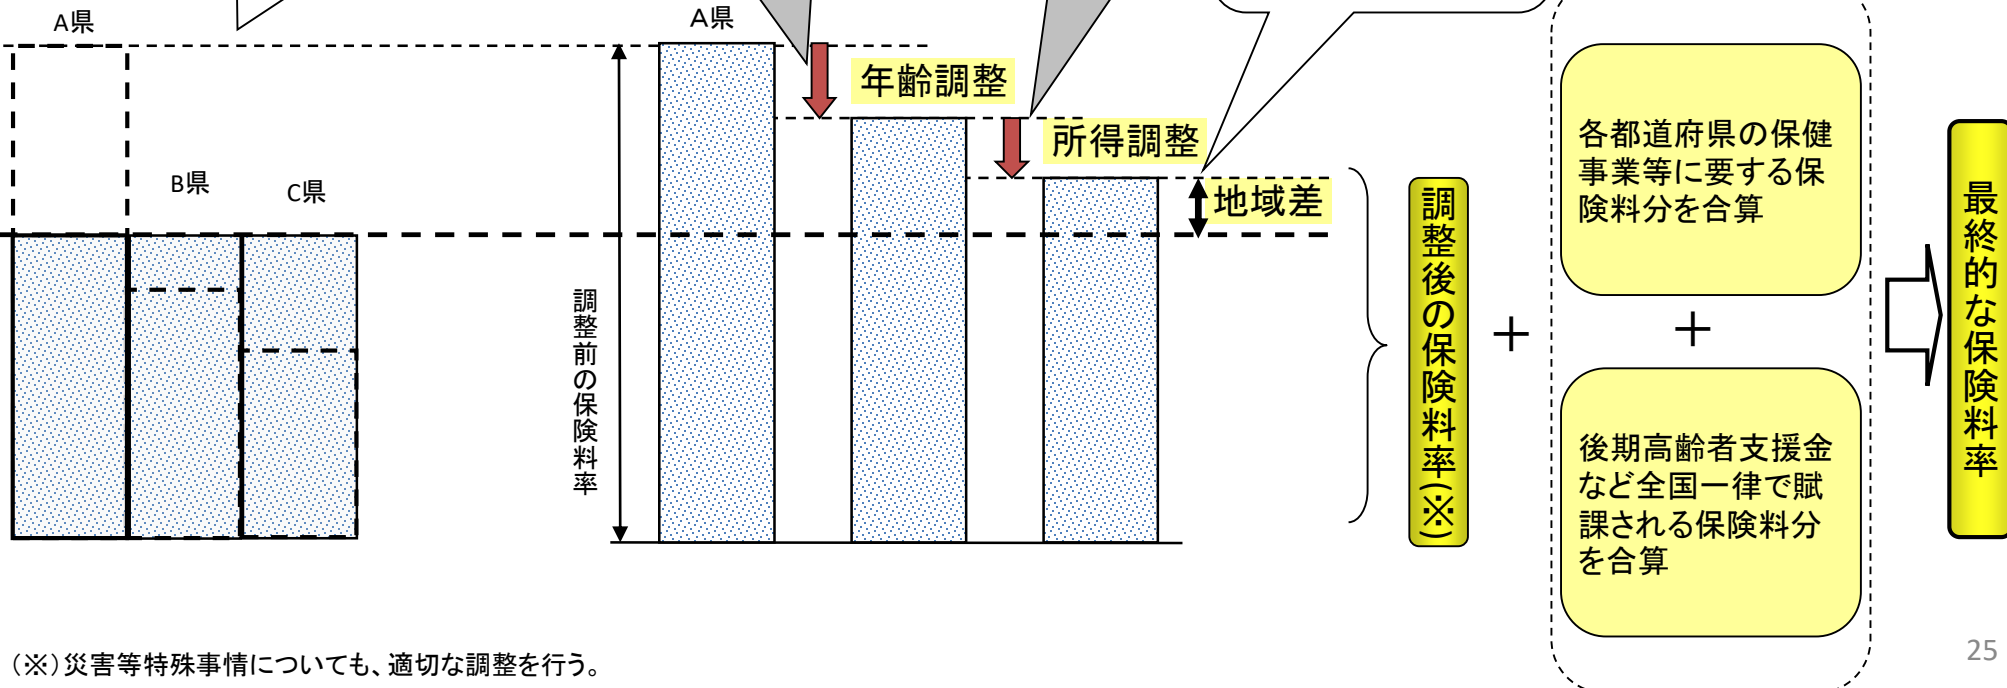 A県
B県
C県
調整前の保険料率
A県
年齢調整
所得調整
地域差
調整後の保険料率(※)
＋
各都道府県の保健
事業等に要する保
険料分を合算
＋
後期高齢者支援金
など全国一律で賦
課される保険料分
を合算
最終的な保険料率
(※)災害等特殊事情についても、適切な調整を行う。
25